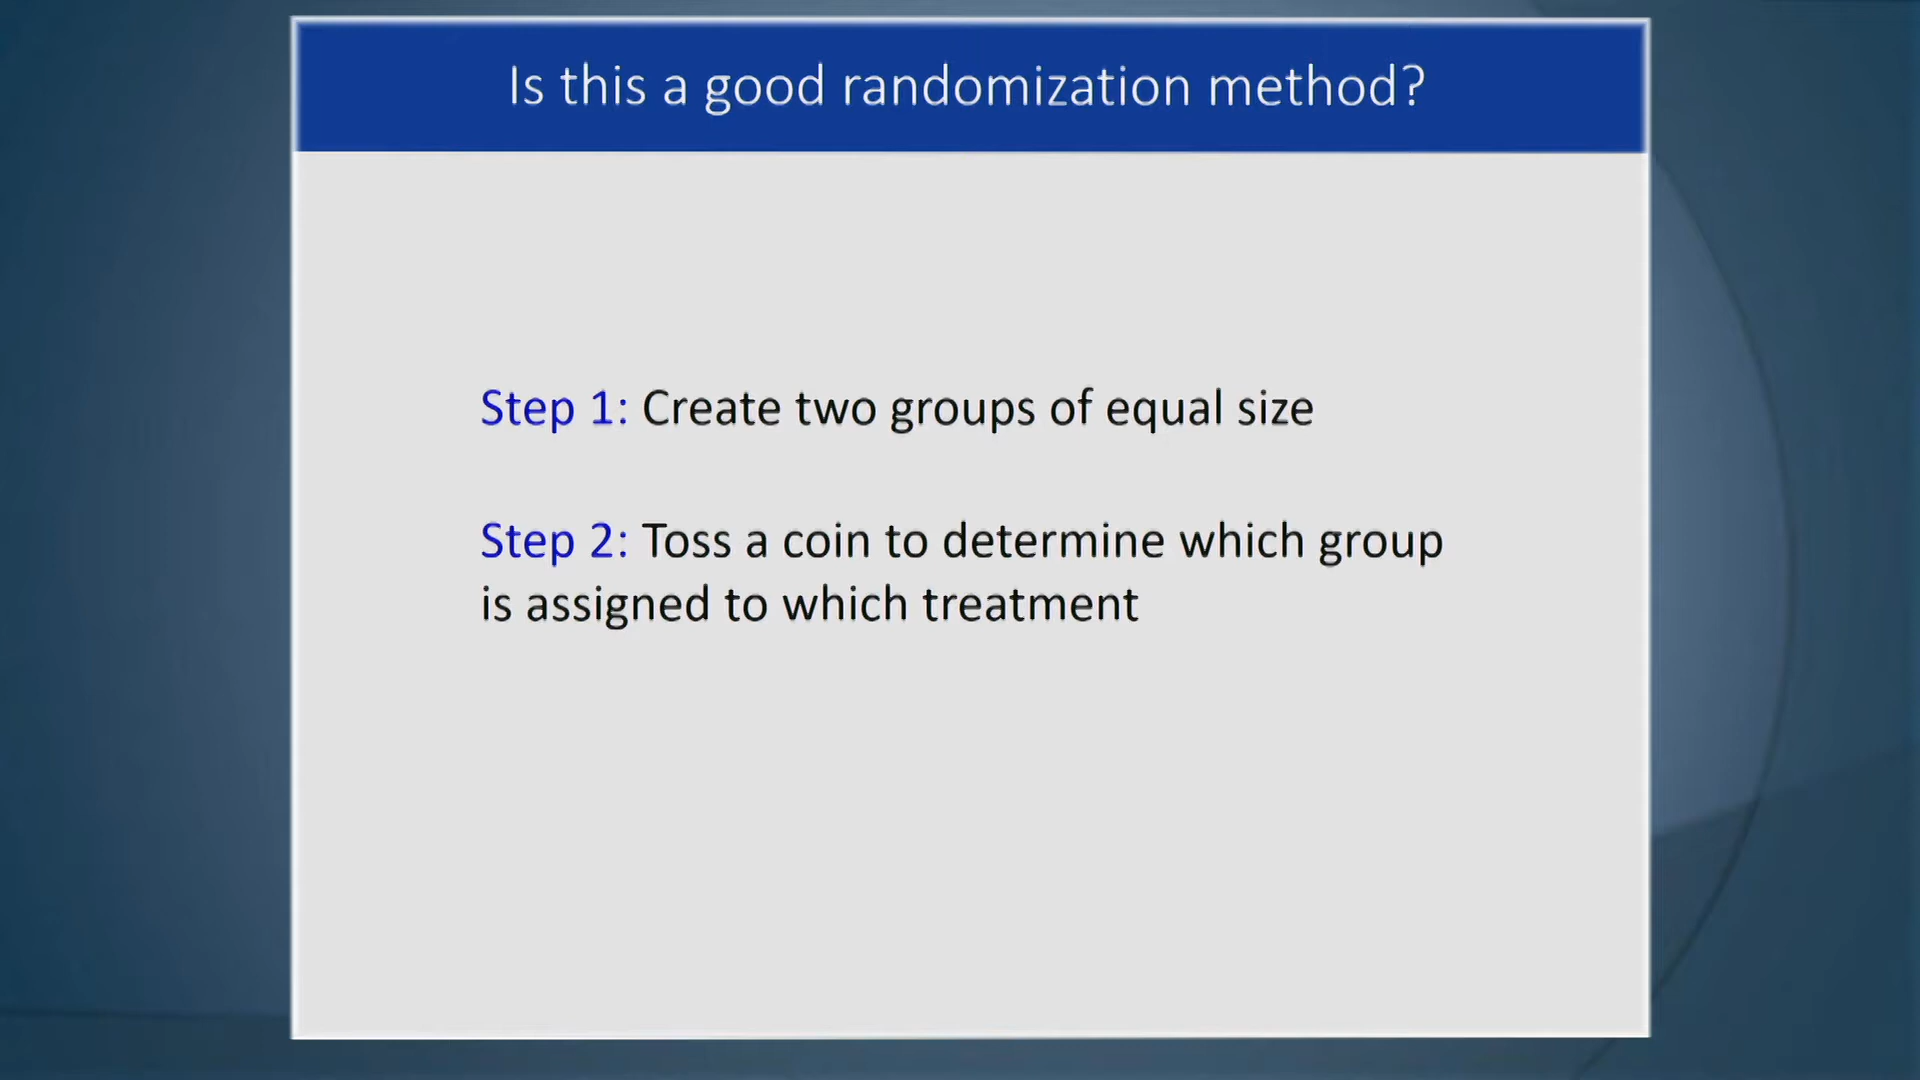 Is this a good randomization method?
Step 1: Create two groups of equal size
Step 2: Toss a coin to determine which group
is assigned to which treatment